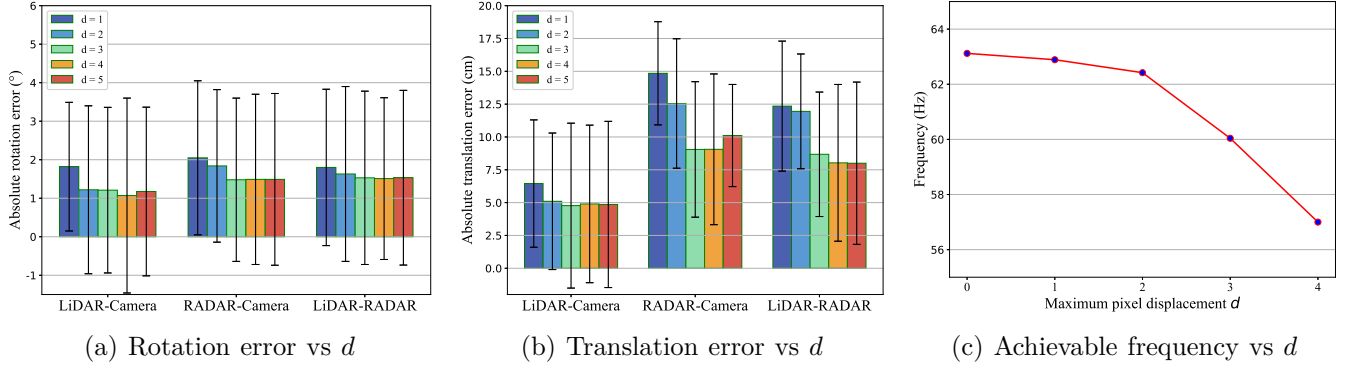 Absolute rotation error (°)
6
5
4
3
2
1
0
-1
d = 1
d = 2
d = 3
d = 4
d = 5
LiDAR-Camera RADAR-Camera LiDAR-RADAR
(a) Rotation error vs d
Absolute translation error (cm)
20.0
17.5
15.0
12.5
10.0
7.5
5.0
2.5
0.0
d = 1
d = 2
d = 3
d = 4
d = 5
LiDAR-Camera RADAR-Camera LiDAR-RADAR
(b) Translation error vs d
Frequency (Hz)
64
62
60
58
56
0 1 2 3 4
Maximum pixel displacement d
(c) Achievable frequency vs d